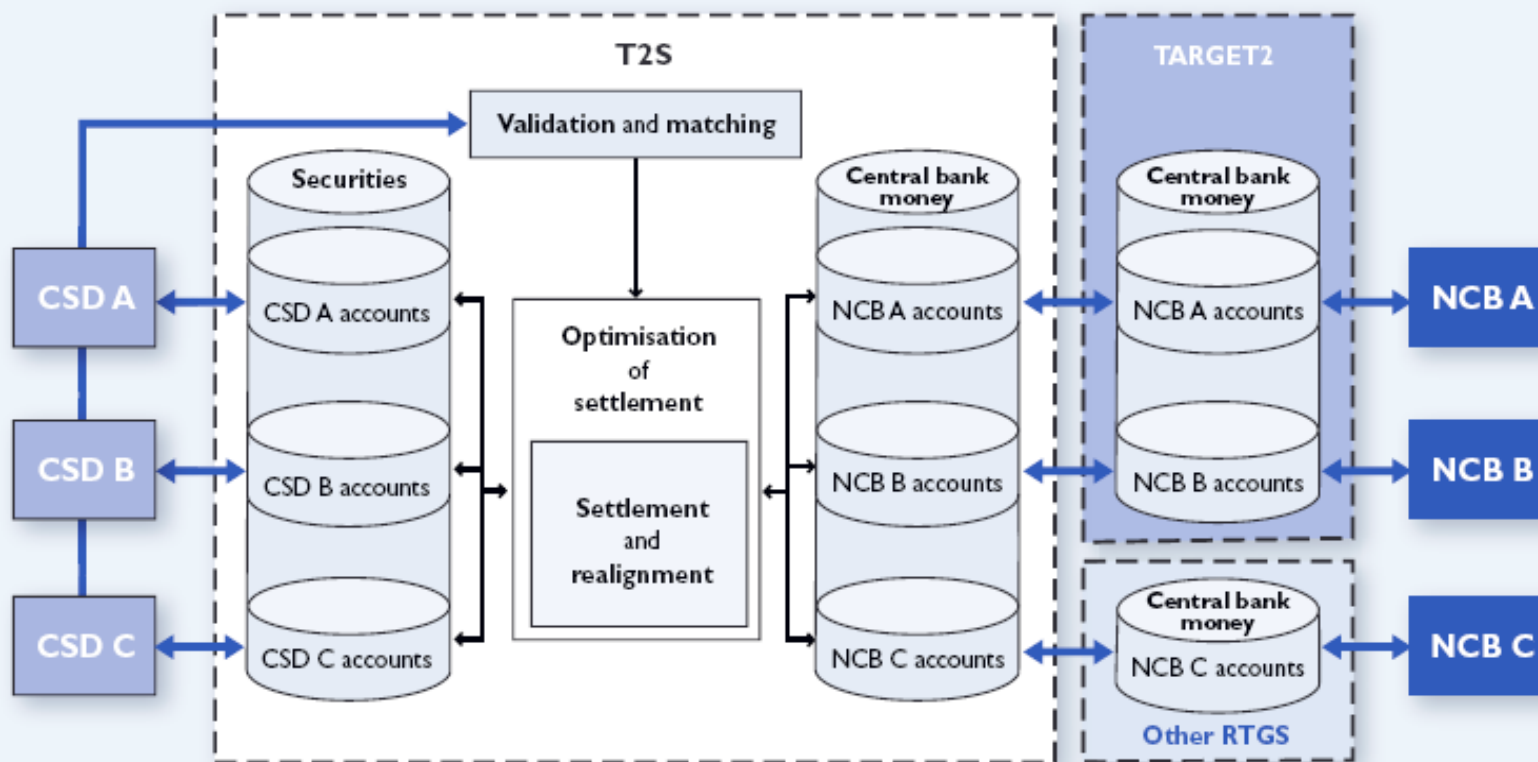 T2S
TARGET2
Validation and matching
Securities
Central bank
money
Central bank
money
CSD A
CSD A accounts
Optimisation
of
settlement
NCB A accounts
NCB A accounts
NCB A
CSD B
CSD B accounts
Settlement
and
realignment
NCB B accounts
NCB B accounts
NCB B
CSD C
CSD C accounts
NCB C accounts
Central bank
money
NCB C accounts
NCB C
Other RTGS